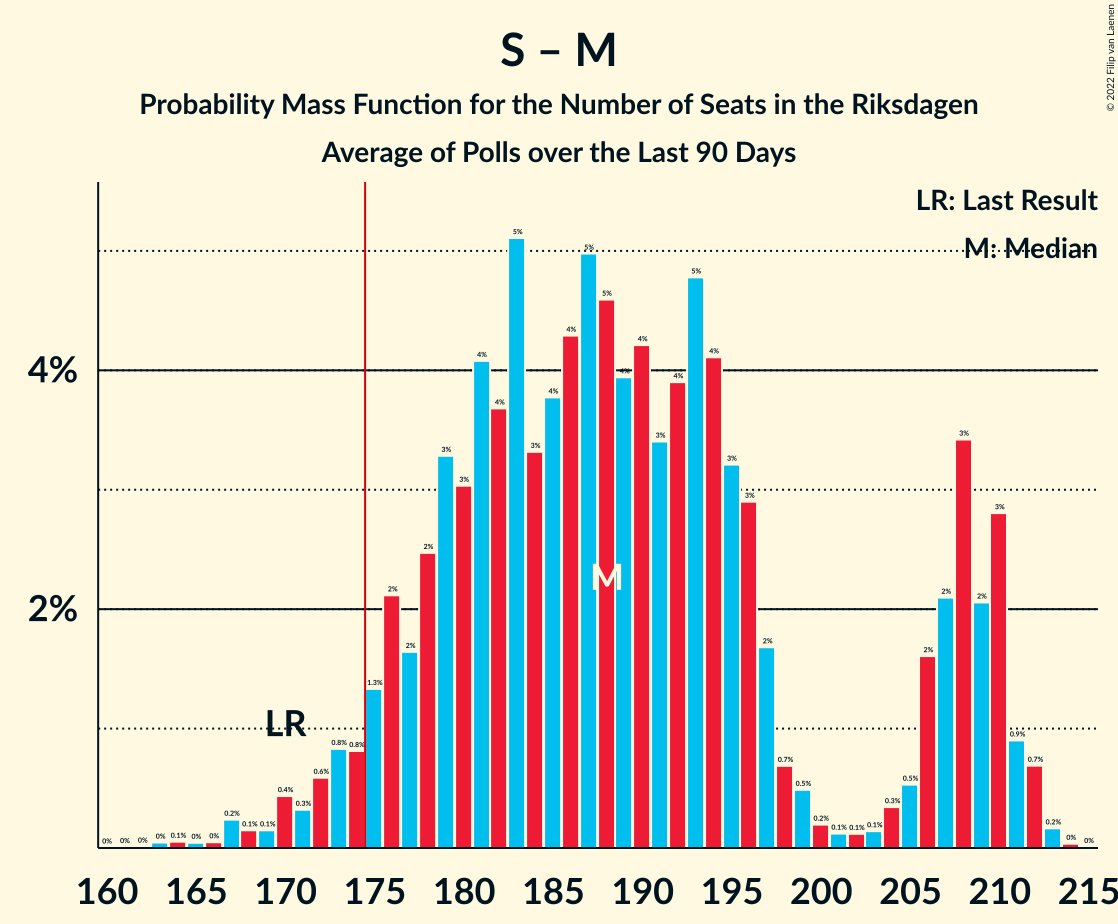 S – M
Probability Mass Function for the Number of Seats in the Riksdagen
Average of Polls over the Last 90 Days
© 2022 Filip van Laenen
LR: Last Result
M: Median
4%
2%
LR
M
0% 0% 0% 0% 0.1% 0% 0% 0.2% 0.1% 0.1% 0.4% 0.3% 0.6% 0.8% 0.8% 1.3% 2% 2% 2% 3% 3% 4% 4% 5% 3% 4% 4% 5% 5% 4% 4% 3% 4% 5% 4% 3% 3% 2% 0.7% 0.5% 0.2% 0.1% 0.1% 0.1% 0.3% 0.5% 2% 2% 3% 2% 3% 0.9% 0.7% 0.2% 0% 0%
160 165 170 175 180 185 190 195 200 205 210 215